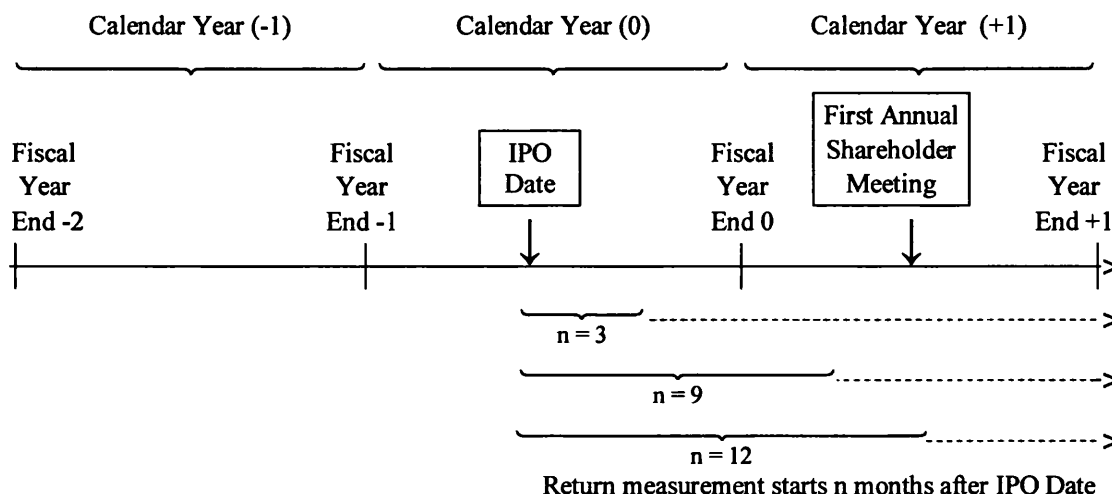 Calendar Year (-1)
Calendar Year (0)
Calendar Year (+1)
Fiscal
Year
End -2
Fiscal
Year
End -1
IPO
Date
Fiscal
Year
End 0
First Annual
Shareholder
Meeting
Fiscal
Year
End +1
n = 3
n = 9
n = 12
Return measurement starts n months after IPO Date